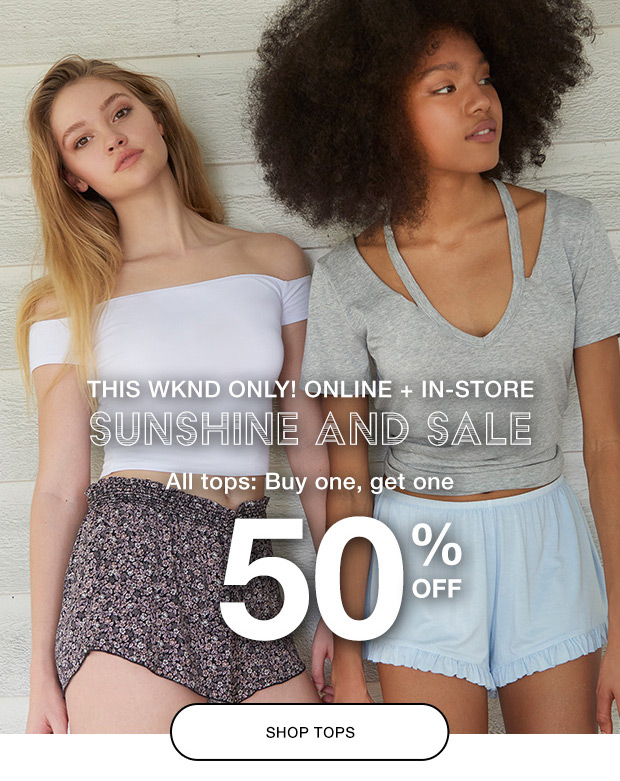 THIS WKND ONLY! ONLINE + IN-STORE
SUNSHINE AND SALE
All tops: Buy one, get one
50%
OFF
SHOP TOPS